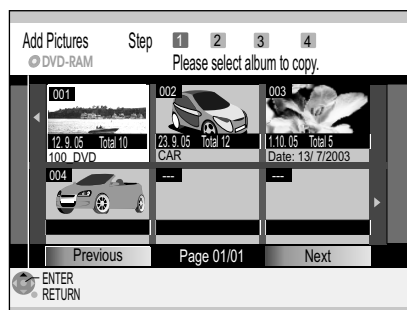 Add Pictures Step 1 2 3 4
DVD-RAM Please select album to copy.
001 002 003
12. 9. 05 Total 10 23. 9. 05 Total 12 1.10. 05 Total 5
100_DVD CAR Date: 13/ 7/2003
004 --- ---
Previous Page 01/01 Next
ENTER
RETURN